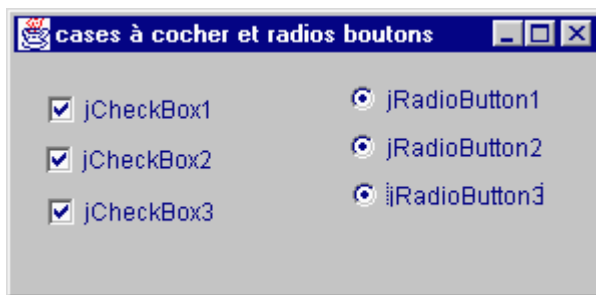 cases à cocher et radios boutons
jCheckBox1
jRadioButton1
jCheckBox2
jRadioButton2
jCheckBox3
jRadioButton3